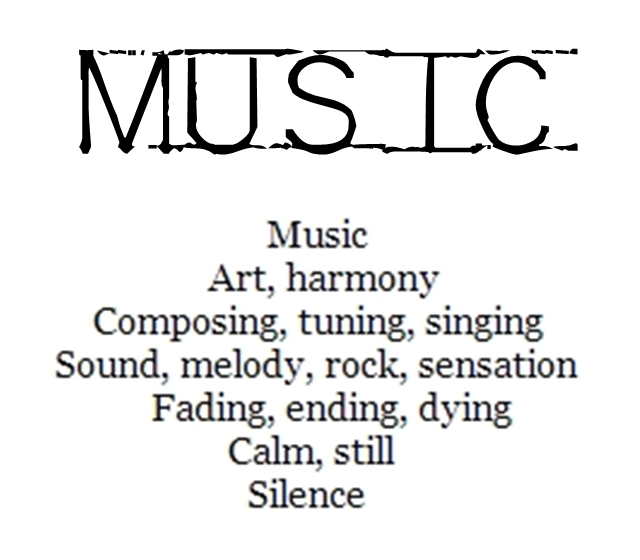 MUSIC
Music
Art, harmony
Composing, tuning, singing
Sound, melody, rock, sensation
Fading, ending, dying
Calm, still
Silence